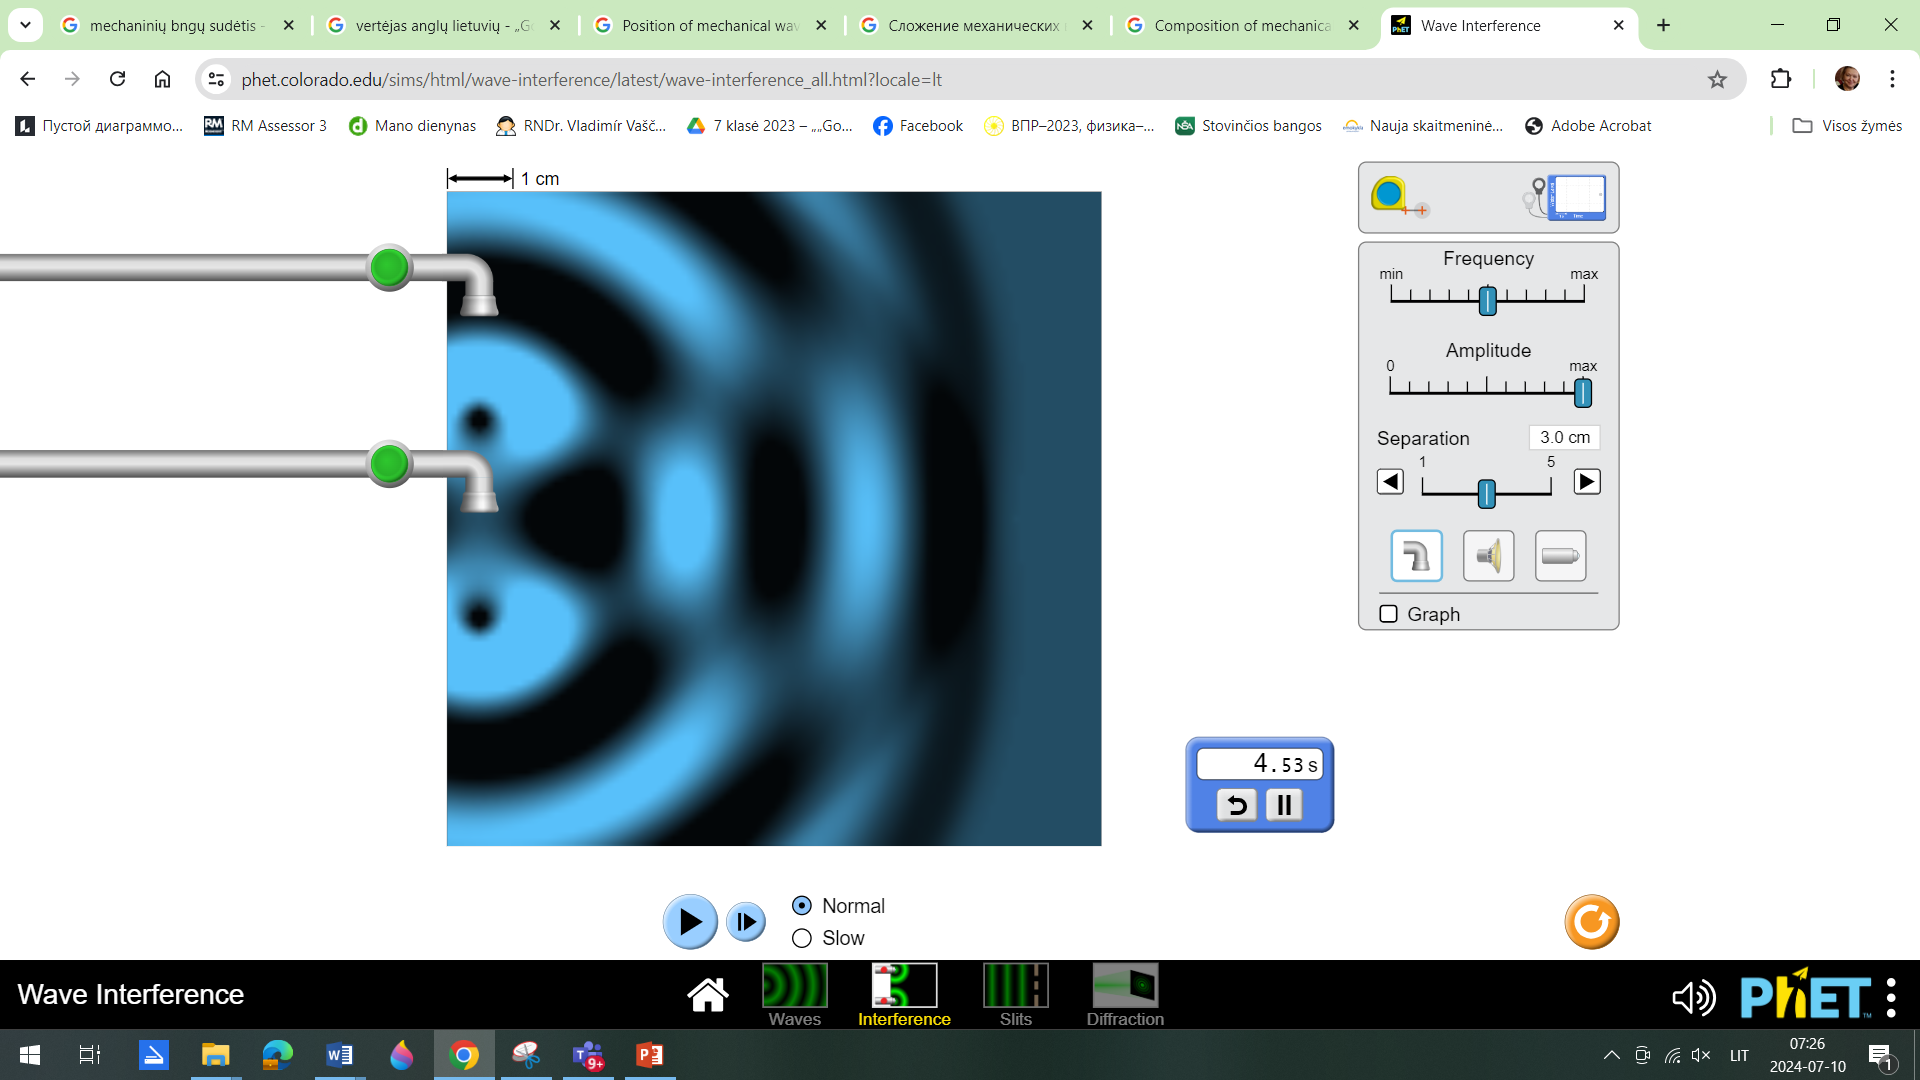 mechaninių bngų sudėtis -
vertėjas anglų lietuvių - „Go
Position of mechanical wav
Сложение механических
Composition of mechanica
Wave Interference
phet.colorado.edu/sims/html/wave-interference/latest/wave-interference_all.html?locale=lt
Пустой диаграммо...
RM Assessor 3
Mano dienynas
RNDr. Vladimír Vašč...
7 klasė 2023 – „„Go...
Facebook
ВПР–2023, физика–...
Stovinčios bangos
Nauja skaitmeninė...
Adobe Acrobat
Visos žymės
1 cm
Frequency
min max
Amplitude
0 max
Separation 3.0 cm
1 5
Graph
4.53 s
Normal
Slow
Wave Interference
Waves
Interference
Slits
Diffraction
PhET
LIT
07:26
2024-07-10
9+
1